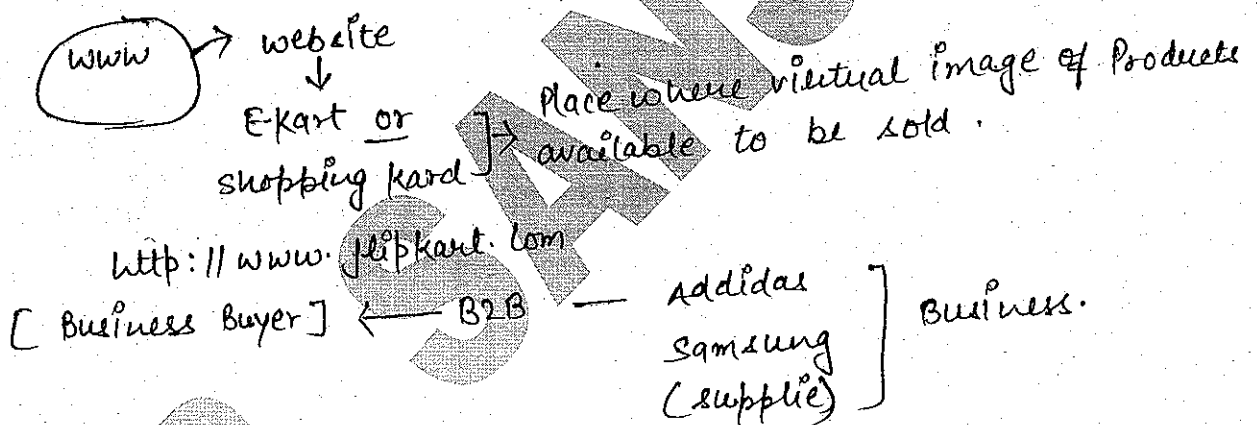 www → website
↓
E-Kart or
shopping kard ] → Place where virtual image of Products
available to be sold.
http://www.flipkart.com
[ Business Buyer ] ← B2B — Addidas
Samsung
(supplie) ] Business.